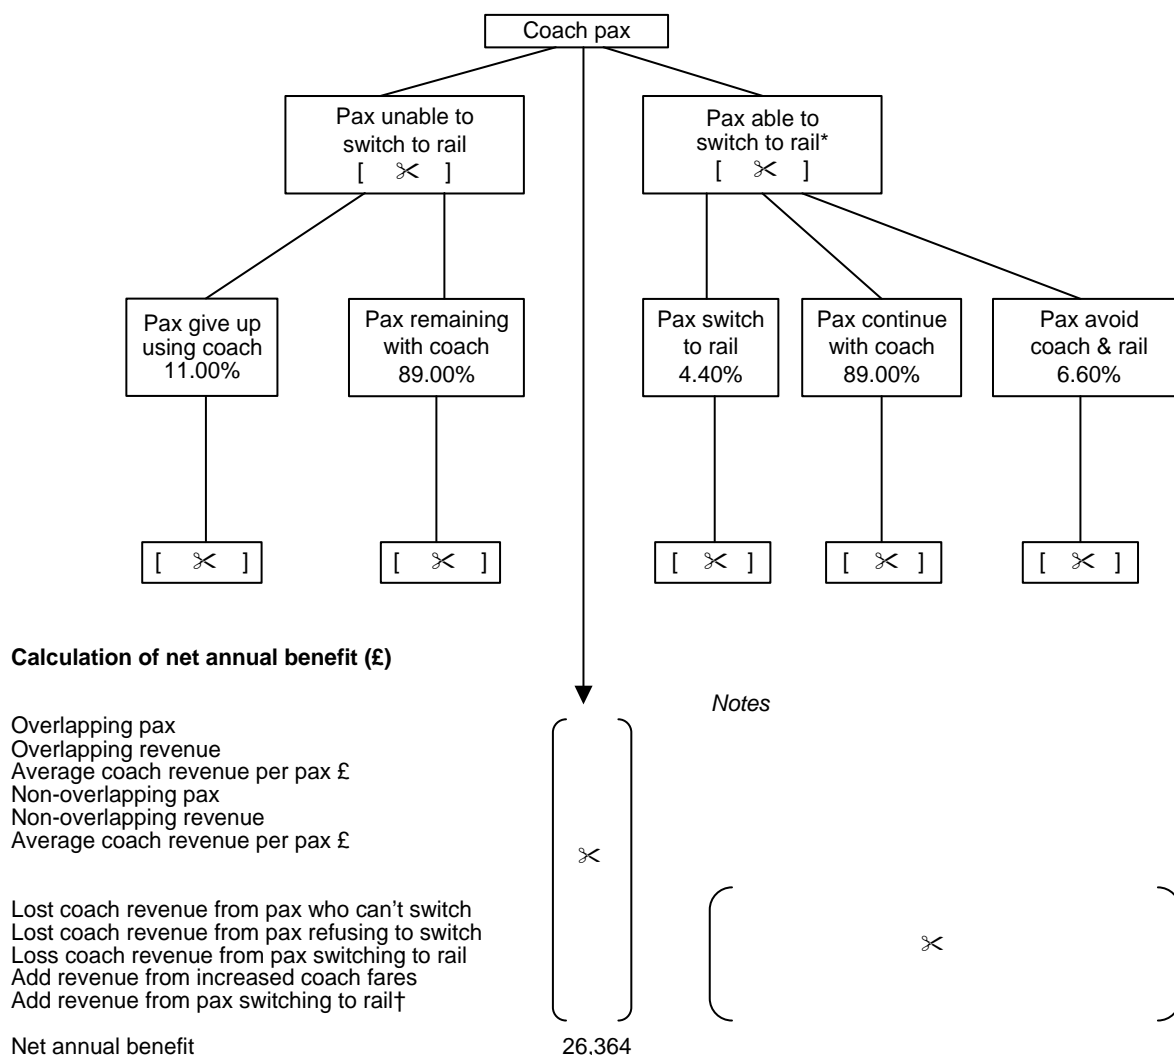 Coach pax
Pax unable to
switch to rail
[ ✂ ]
Pax able to
switch to rail*
[ ✂ ]
Pax give up
using coach
11.00%
Pax remaining
with coach
89.00%
Pax switch
to rail
4.40%
Pax continue
with coach
89.00%
Pax avoid
coach & rail
6.60%
[ ✂ ]
[ ✂ ]
[ ✂ ]
[ ✂ ]
[ ✂ ]
Calculation of net annual benefit (£)
Notes
Overlapping pax
Overlapping revenue
Average coach revenue per pax £
Non-overlapping pax
Non-overlapping revenue
Average coach revenue per pax £
✂
Lost coach revenue from pax who can't switch
Lost coach revenue from pax refusing to switch
Loss coach revenue from pax switching to rail
Add revenue from increased coach fares
Add revenue from pax switching to rail†
✂
Net annual benefit 26,364